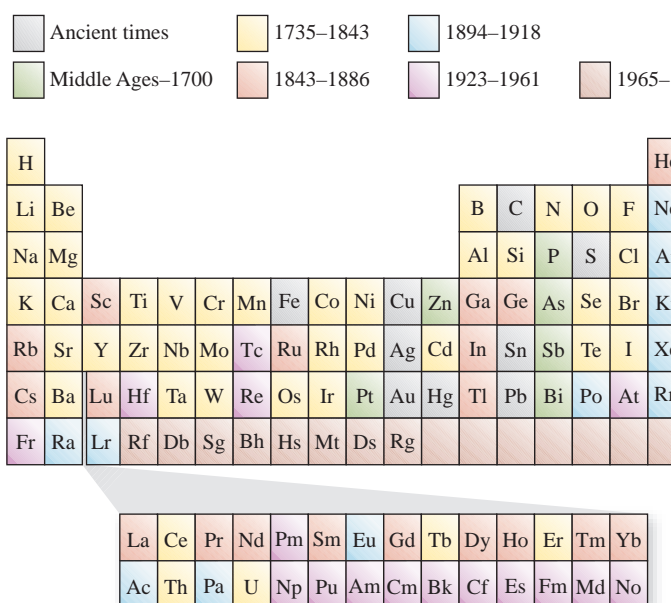 Ancient times 1735–1843 1894–1918
Middle Ages–1700 1843–1886 1923–1961 1965–
H He
Li Be B C N O F Ne
Na Mg Al Si P S Cl A
K Ca Sc Ti V Cr Mn Fe Co Ni Cu Zn Ga Ge As Se Br K
Rb Sr Y Zr Nb Mo Tc Ru Rh Pd Ag Cd In Sn Sb Te I Xe
Cs Ba Lu Hf Ta W Re Os Ir Pt Au Hg Tl Pb Bi Po At Rn
Fr Ra Lr Rf Db Sg Bh Hs Mt Ds Rg
La Ce Pr Nd Pm Sm Eu Gd Tb Dy Ho Er Tm Yb
Ac Th Pa U Np Pu Am Cm Bk Cf Es Fm Md No